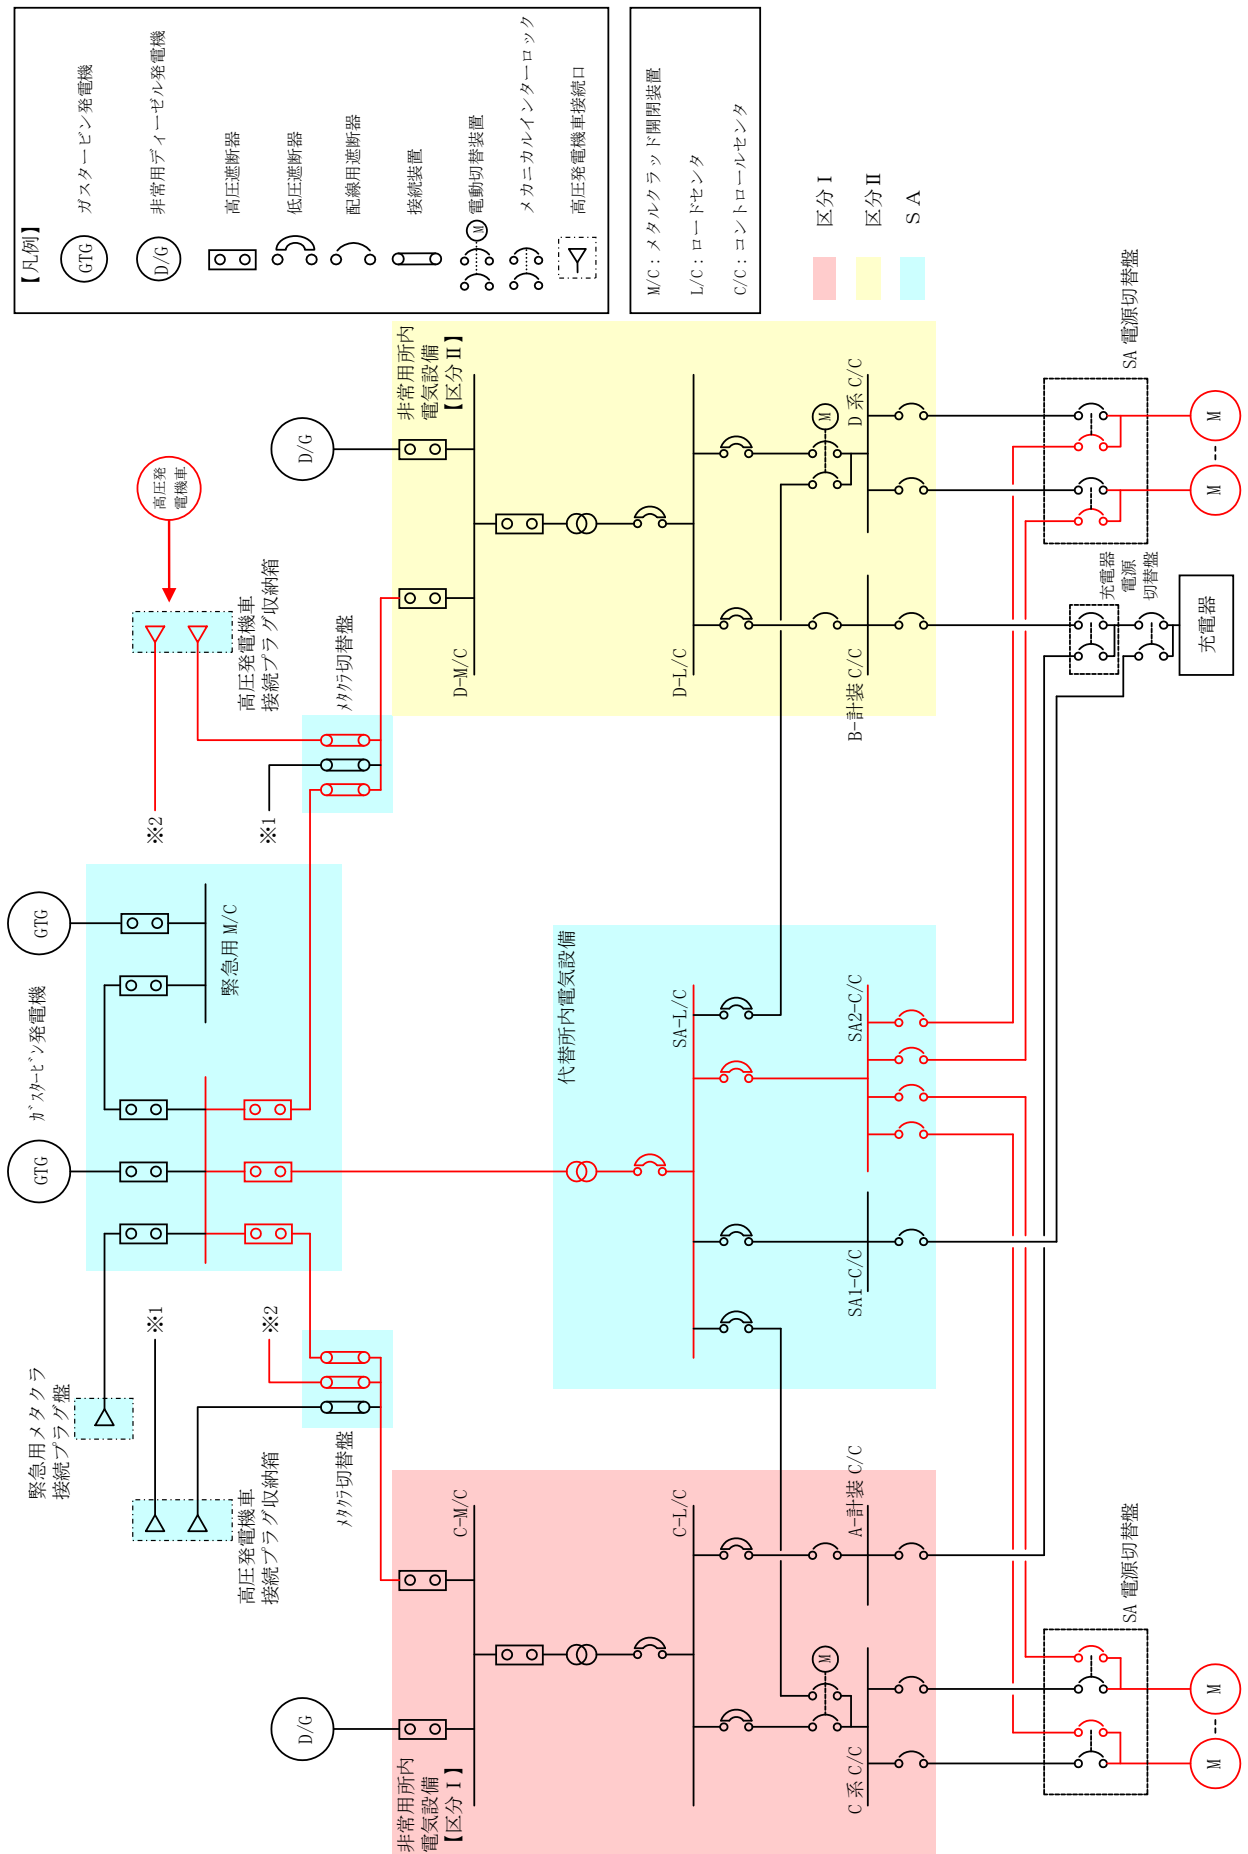 【凡例】
GTG
ガスタービン発電機
D/G
非常用ディーゼル発電機
高圧遮断器
低圧遮断器
配線用遮断器
接続装置
M
電動切替装置
メカニカルインターロック
高圧発電機車接続口
M/C：メタルクラッド開閉装置
L/C：ロードセンタ
C/C：コントロールセンタ
区分Ⅰ
区分Ⅱ
ＳＡ
緊急用メタクラ
接続プラグ盤
※1
高圧発電機車
接続プラグ収納箱
※2
メタクラ切替盤
GTG
ｶﾞｽﾀｰﾋﾞﾝ発電機
GTG
緊急用 M/C
※2
※1
高圧発
電機車
高圧発電機車
接続プラグ収納箱
メタクラ切替盤
D/G
非常用所内
電気設備
【区分Ⅰ】
C-M/C
C-L/C
M
C 系 C/C
A-計装 C/C
代替所内電気設備
SA-L/C
SA1-C/C
SA2-C/C
D/G
非常用所内
電気設備
【区分Ⅱ】
D-M/C
D-L/C
M
B-計装 C/C
D 系 C/C
SA 電源切替盤
M
M
充電器
電源
切替盤
充電器
SA 電源切替盤
M
M